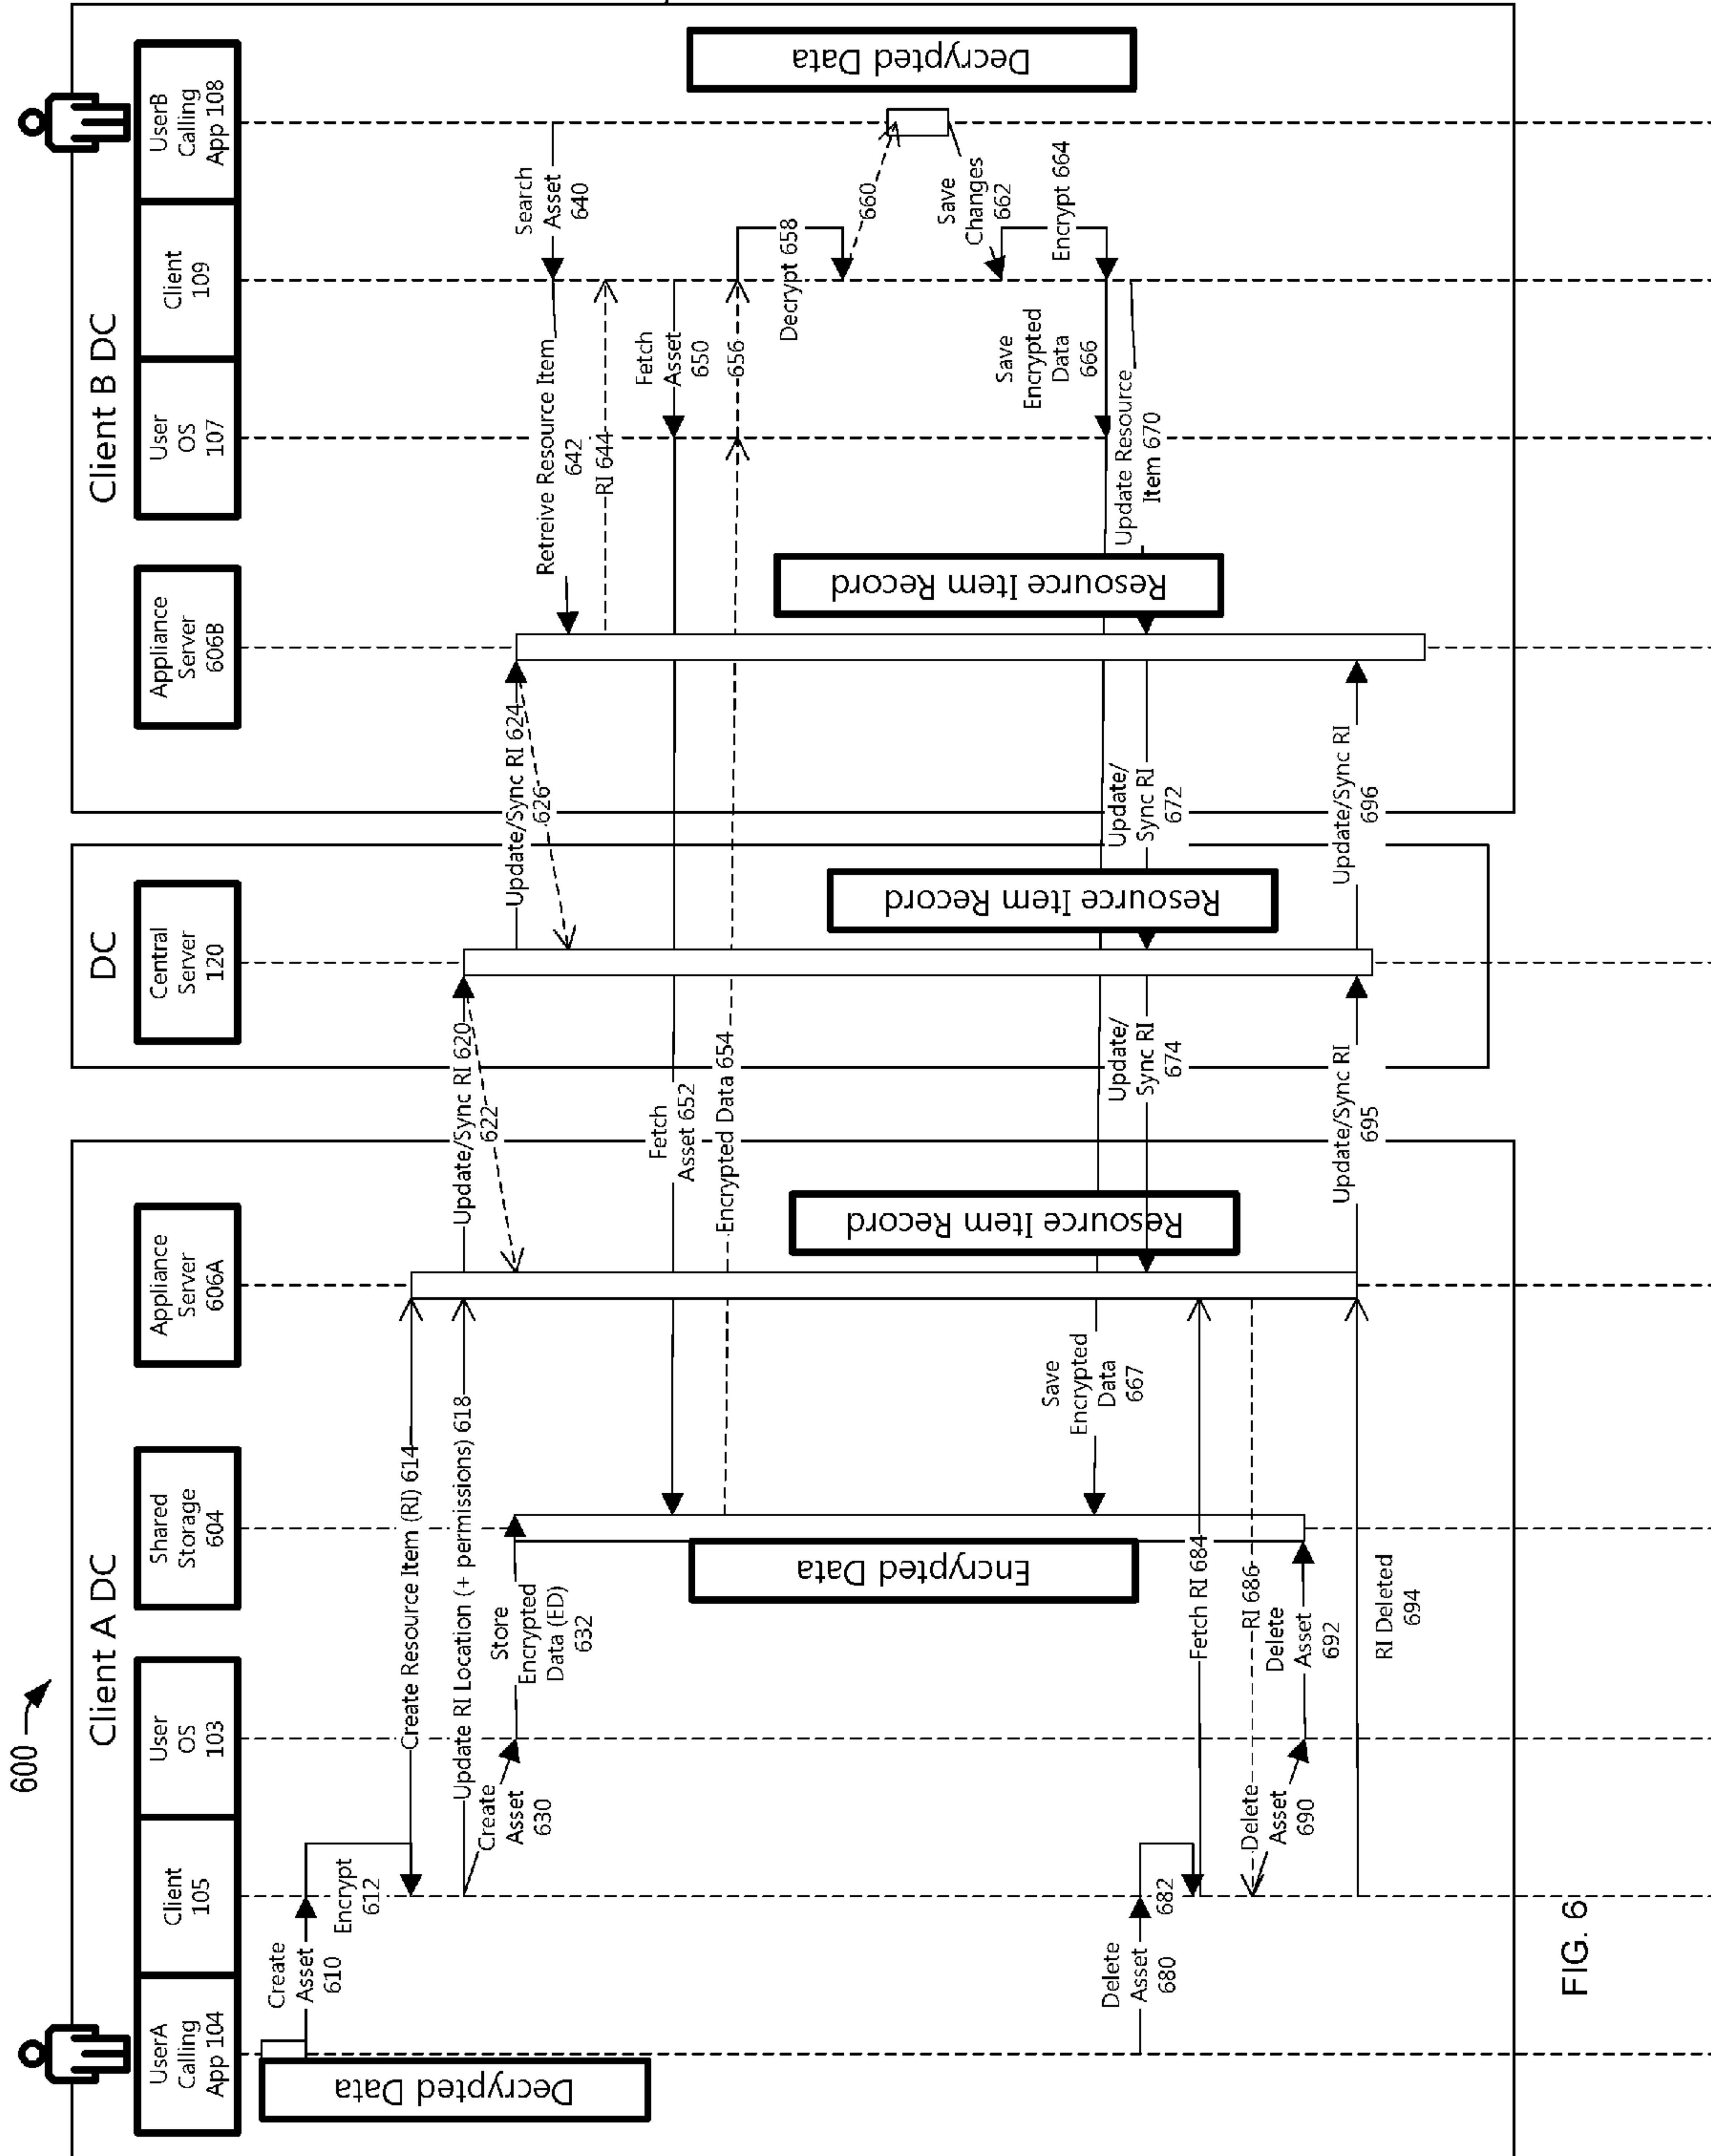 600
Client A DC
DC
Client B DC
UserA
Calling
App 104
Client
105
User
OS
103
Shared
Storage
604
Appliance
Server
606A
Central
Server
120
Appliance
Server
606B
User
OS
107
Client
109
UserB
Calling
App 108
Decrypted Data
Create
Asset
610
Encrypt
612
Create Resource Item (RI) 614
Update RI Location (+ permissions) 618
Update/Sync RI 620
622
Update/Sync RI 624
626
Create
Asset
630
Store
Encrypted
Data (ED)
632
Search
Asset
640
Retreive Resource Item
642
RI 644
Fetch
Asset
650
Fetch
Asset 652
Encrypted Data 654
656
Decrypt 658
660
Decrypted Data
Save
Changes
662
Encrypt 664
Save
Encrypted
Data
666
Save
Encrypted
Data
667
Update Resource
Item 670
Update/
Sync RI
672
Update/
Sync RI
674
Resource Item Record
Resource Item Record
Resource Item Record
Encrypted Data
Delete
Asset
680
682
Fetch RI 684
RI 686
Delete
Asset
690
Delete
Asset
692
RI Deleted
694
Update/Sync RI
695
Update/Sync RI
696
FIG. 6